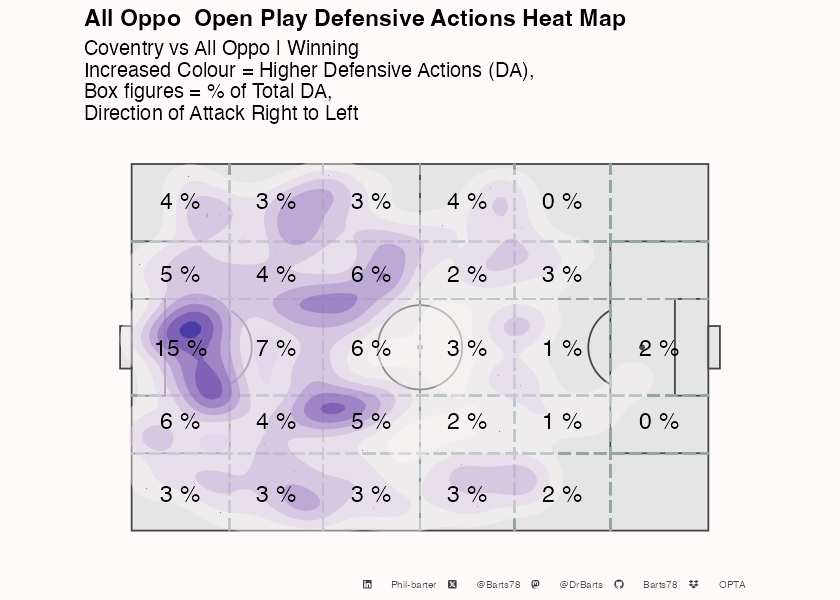 All Oppo  Open Play Defensive Actions Heat Map
Coventry vs All Oppo I Winning
Increased Colour = Higher Defensive Actions (DA),
Box figures = % of Total DA,
Direction of Attack Right to Left
4 % 3 % 3 % 4 % 0 %
5 % 4 % 6 % 2 % 3 %
15 % 7 % 6 % 3 % 1 % 2 %
6 % 4 % 5 % 2 % 1 % 0 %
3 % 3 % 3 % 3 % 2 %
Phil-barter @Barts78 @DrBarts Barts78 OPTA